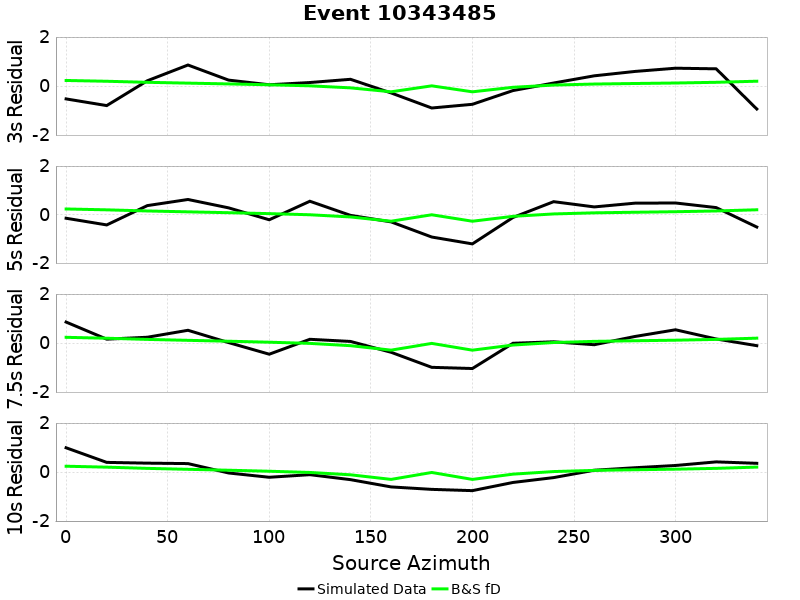 Event 10343485
3s Residual
2
0
-2
5s Residual
2
0
-2
7.5s Residual
2
0
-2
10s Residual
2
0
-2
0 50 100 150 200 250 300
Source Azimuth
Simulated Data B&S fD